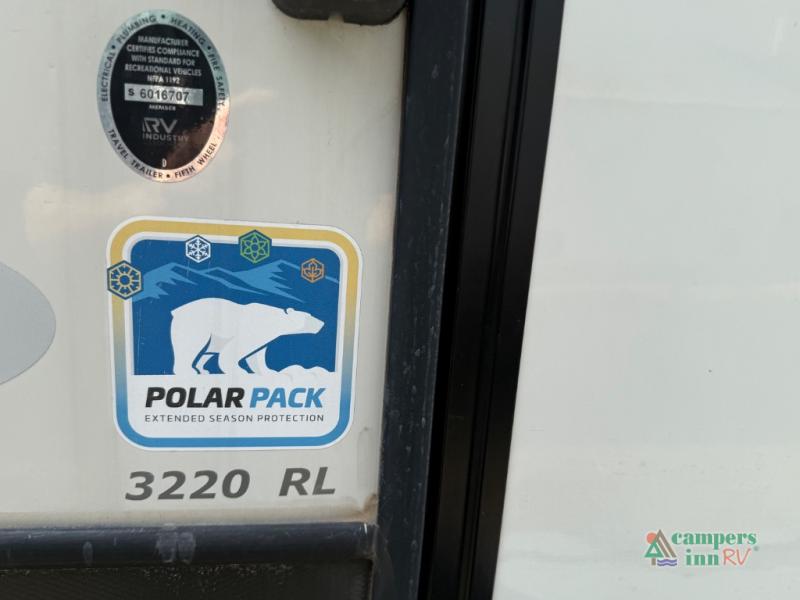 ELECTRICAL • PLUMBING • HEATING • FIRE SAFETY
MANUFACTURER
CERTIFIES COMPLIANCE
WITH STANDARD FOR
RECREATIONAL VEHICLES
NFPA 1192
S 6016707
RV
INDUSTRY
D
TRAVEL TRAILER • FIFTH WHEEL
POLAR PACK
EXTENDED SEASON PROTECTION
3220 RL
campers
inn RV